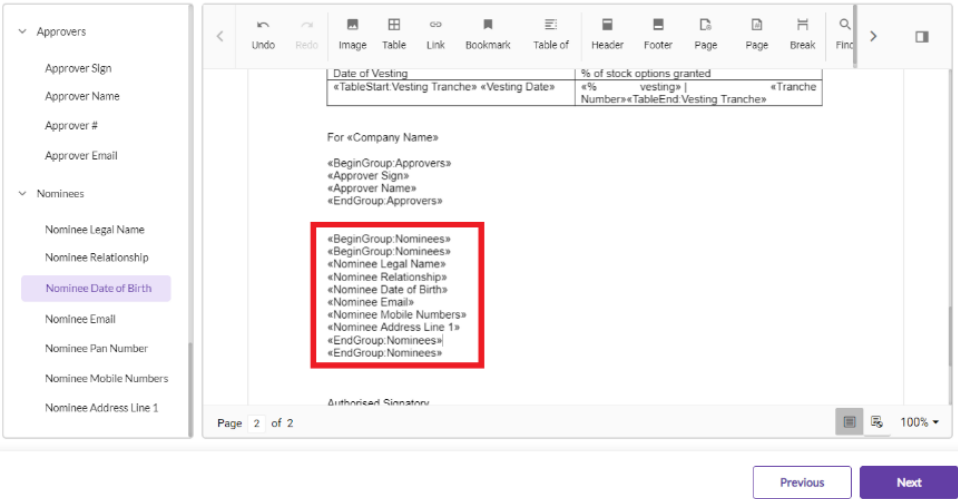 Approvers
Approver Sign
Approver Name
Approver #
Approver Email
Nominees
Nominee Legal Name
Nominee Relationship
Nominee Date of Birth
Nominee Email
Nominee Pan Number
Nominee Mobile Numbers
Nominee Address Line 1
Undo Redo Image Table Link Bookmark Table of Header Footer Page Page Break Find
Date of Vesting % of stock options granted
«TableStart:Vesting Tranche» «Vesting Date» «% vesting» | «Tranche
Number»«TableEnd:Vesting Tranche»
For «Company Name»
«BeginGroup:Approvers»
«Approver Sign»
«Approver Name»
«EndGroup:Approvers»
«BeginGroup:Nominees»
«BeginGroup:Nominees»
«Nominee Legal Name»
«Nominee Relationship»
«Nominee Date of Birth»
«Nominee Email»
«Nominee Mobile Numbers»
«Nominee Address Line 1»
«EndGroup:Nominees»
«EndGroup:Nominees»
Authorised Signatory
Page 2 of 2 100%
Previous Next